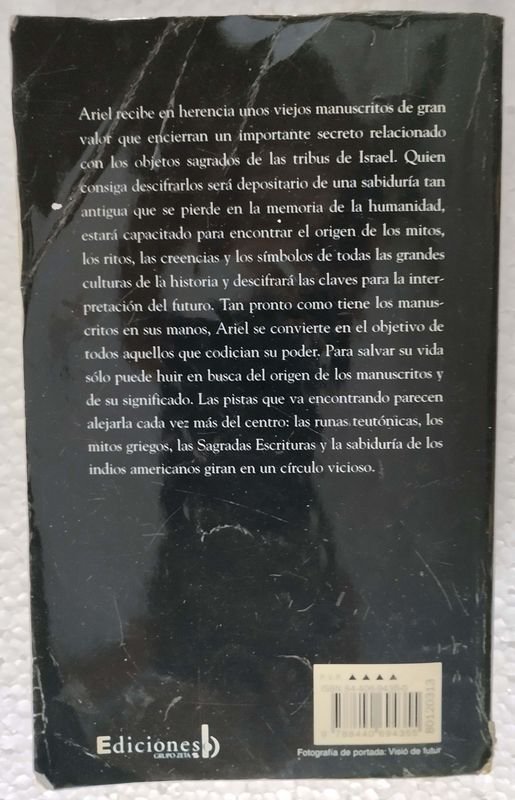 Ariel recibe en herencia unos viejos manuscritos de gran
valor que encierran un importante secreto relacionado
con los objetos sagrados de las tribus de Israel. Quien
consiga descifrarlos será depositario de una sabiduría tan
antigua que se pierde en la memoria de la humanidad,
estará capacitado para encontrar el origen de los mitos,
los ritos, las creencias y los símbolos de todas las grandes
culturas de la historia y descifrará las claves para la inter-
pretación del futuro. Tan pronto como tiene los manus-
critos en sus manos, Ariel se convierte en el objetivo de
todos aquellos que codician su poder. Para salvar su vida
sólo puede huir en busca del origen de los manuscritos y
de su significado. Las pistas que va encontrando parecen
alejarla cada vez más del centro: las runas teutónicas, los
mitos griegos, las Sagradas Escrituras y la sabiduría de los
indios americanos giran en un círculo vicioso.
P.V.P.
9 788440 694355
80120313
Ediciones b
GRUPO ZETA
Fotografía de portada: Visió de futur